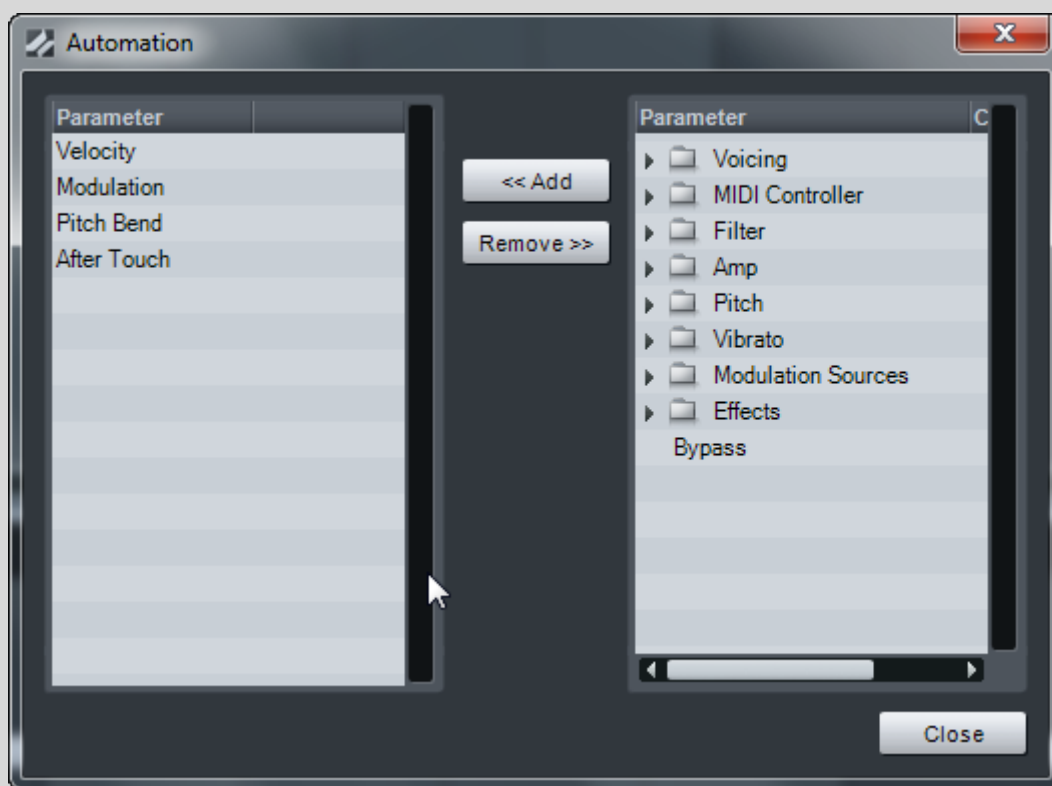 Automation
Parameter
Velocity
Modulation
Pitch Bend
After Touch
<< Add
Remove >>
Parameter C
Voicing
MIDI Controller
Filter
Amp
Pitch
Vibrato
Modulation Sources
Effects
Bypass
Close